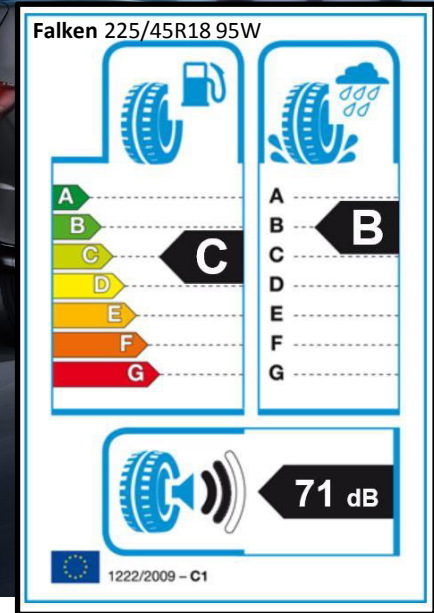 Falken 225/45R18 95W
A
B
C
D
E
F
G
C
A
B
C
D
E
F
G
B
71 dB
1222/2009 – C1